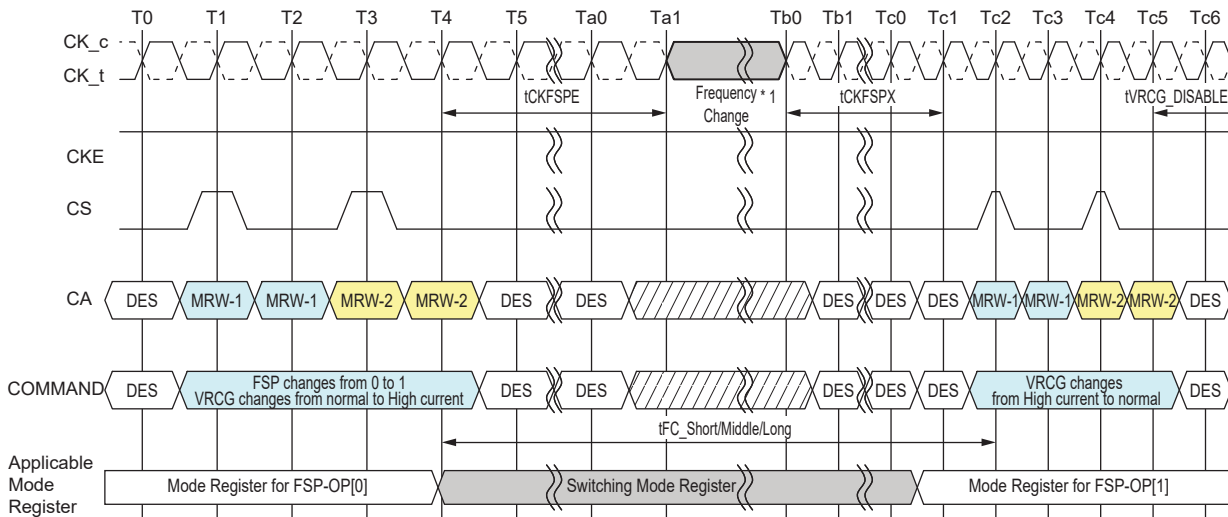 T0 T1 T2 T3 T4 T5 Ta0 Ta1 Tb0 Tb1 Tc0 Tc1 Tc2 Tc3 Tc4 Tc5 Tc6
CK_c
CK_t
tCKFSPE Frequency * 1 tCKFSPX tVRCG_DISABLE
Change
CKE
CS
CA DES MRW-1 MRW-1 MRW-2 MRW-2 DES DES DES DES DES MRW-1 MRW-1 MRW-2 MRW-2 DES
COMMAND DES FSP changes from 0 to 1 DES DES DES DES DES VRCG changes DES
VRCG changes from normal to High current from High current to normal
tFC_Short/Middle/Long
Applicable
Mode Mode Register for FSP-OP[0] Switching Mode Register Mode Register for FSP-OP[1]
Register